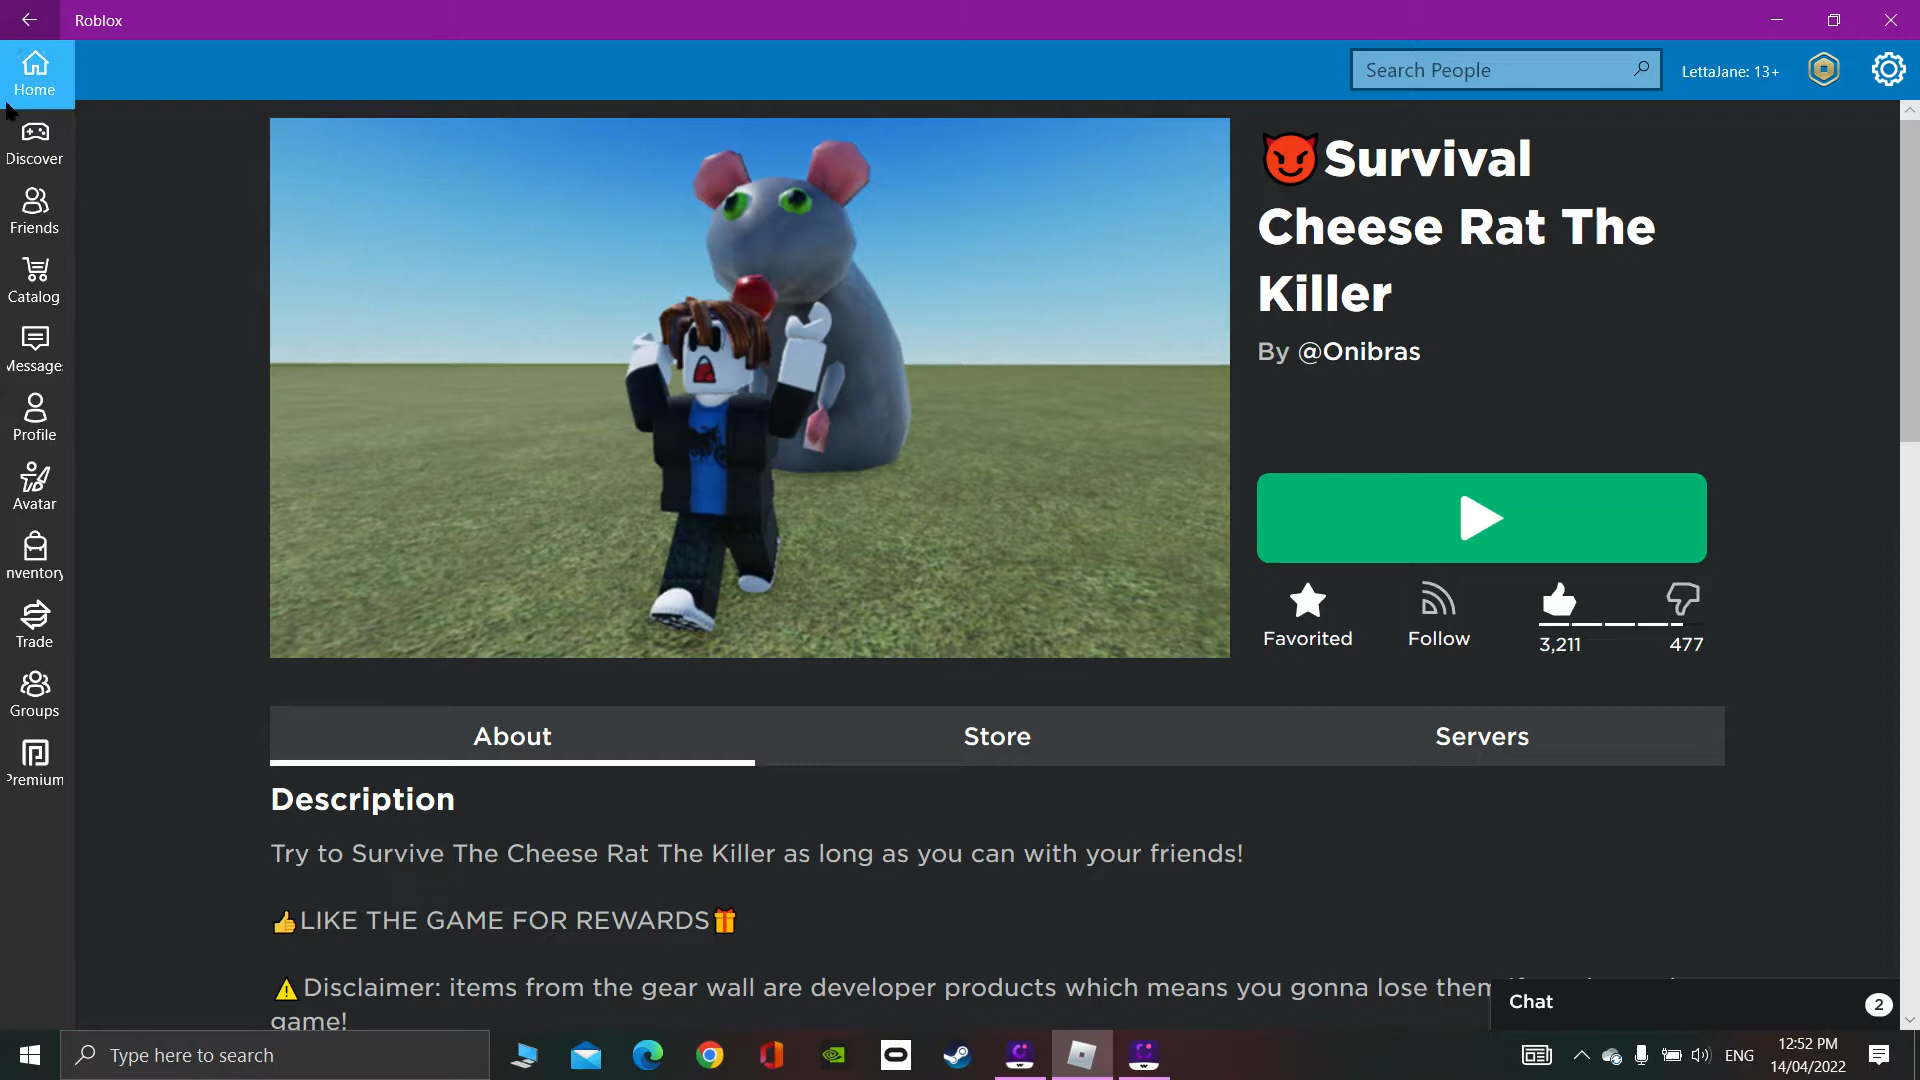 Roblox
Home
Search People
LettaJane: 13+
Discover
Friends
Catalog
Message
Profile
Avatar
nventory
Trade
Groups
Premium
😈Survival
Cheese Rat The
Killer
By @Onibras
Favorited
Follow
3,211
477
About
Store
Servers
Description
Try to Survive The Cheese Rat The Killer as long as you can with your friends!
👍LIKE THE GAME FOR REWARDS🎁
⚠Disclaimer: items from the gear wall are developer products which means you gonna lose them
game!
Chat
2
Type here to search
ENG
12:52 PM
14/04/2022